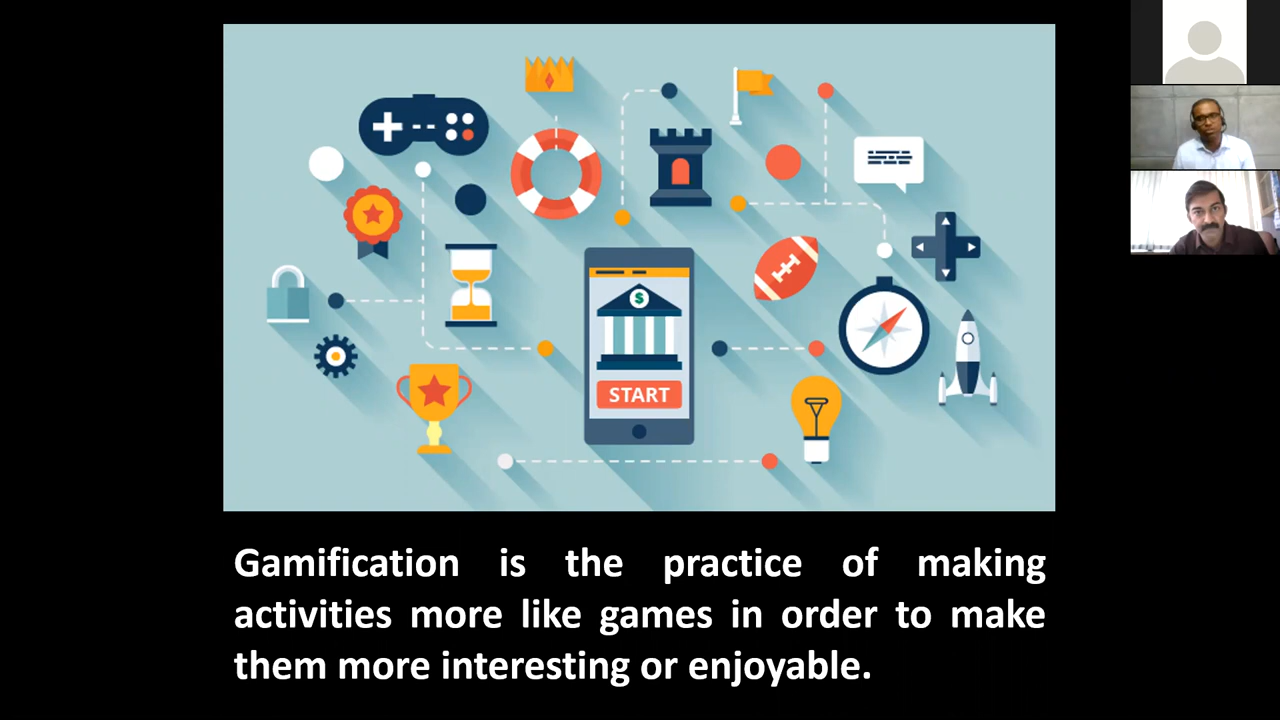 $
START
Gamification is the practice of making
activities more like games in order to make
them more interesting or enjoyable.